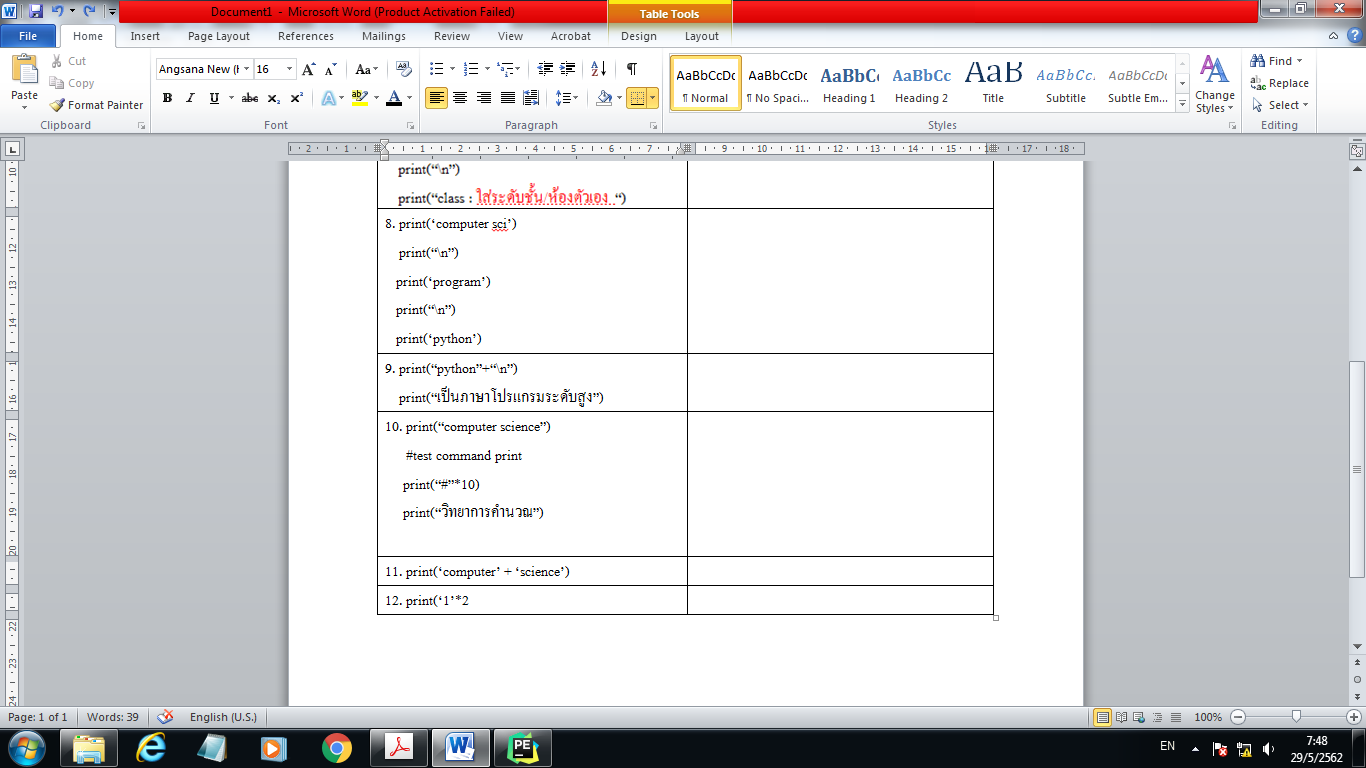 Document1 - Microsoft Word (Product Activation Failed)
Table Tools
File Home Insert Page Layout References Mailings Review View Acrobat Design Layout
Paste
Cut
Copy
Format Painter
Clipboard
Angsana New (H 16
Font
Paragraph
AaBbCcDc AaBbCcDc AaBbCc AaBbCc AaB AaBbCcL AaBbCcDc
¶ Normal ¶ No Spaci... Heading 1 Heading 2 Title Subtitle Subtle Em...
Change Styles
Styles
Find
Replace
Select
Editing
print(“\n”)
print(“class : ใส่ระดับชั้น/ห้องตัวเอง “)
8. print(‘computer sci’)
print(“\n”)
print(‘program’)
print(“\n”)
print(‘python’)
9. print(“python”+“\n”)
print(“เป็นภาษาโปรแกรมระดับสูง”)
10. print(“computer science”)
#test command print
print(“#”*10)
print(“วิทยาการคำนวณ”)
11. print(‘computer’ + ‘science’)
12. print(‘1’*2
Page: 1 of 1 Words: 39 English (U.S.) 100%
EN 7:48
29/5/2562